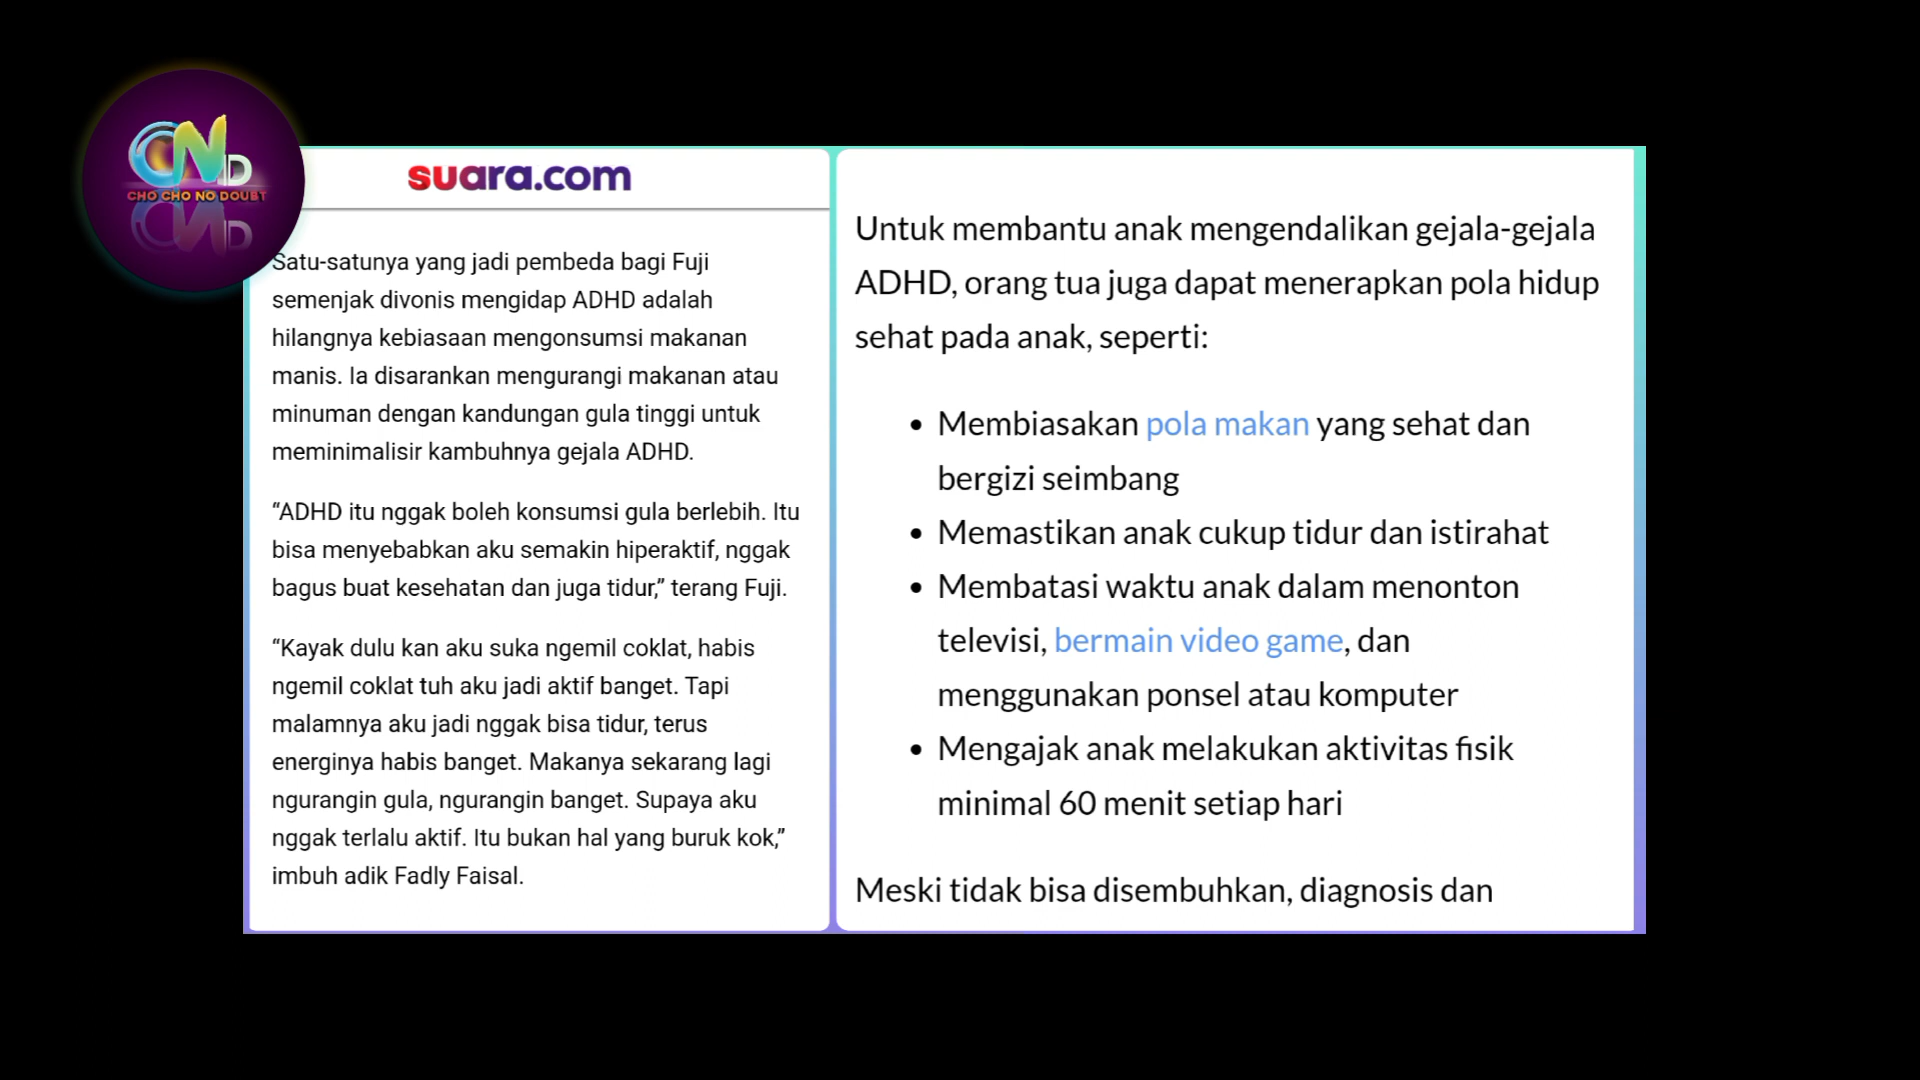 CND
CHO CHO NO DOUBT
suara.com
Satu-satunya yang jadi pembeda bagi Fuji
semenjak divonis mengidap ADHD adalah
hilangnya kebiasaan mengonsumsi makanan
manis. Ia disarankan mengurangi makanan atau
minuman dengan kandungan gula tinggi untuk
meminimalisir kambuhnya gejala ADHD.
“ADHD itu nggak boleh konsumsi gula berlebih. Itu
bisa menyebabkan aku semakin hiperaktif, nggak
bagus buat kesehatan dan juga tidur,” terang Fuji.
“Kayak dulu kan aku suka ngemil coklat, habis
ngemil coklat tuh aku jadi aktif banget. Tapi
malamnya aku jadi nggak bisa tidur, terus
energinya habis banget. Makanya sekarang lagi
ngurangin gula, ngurangin banget. Supaya aku
nggak terlalu aktif. Itu bukan hal yang buruk kok,”
imbuh adik Fadly Faisal.
Untuk membantu anak mengendalikan gejala-gejala
ADHD, orang tua juga dapat menerapkan pola hidup
sehat pada anak, seperti:
• Membiasakan pola makan yang sehat dan
bergizi seimbang
• Memastikan anak cukup tidur dan istirahat
• Membatasi waktu anak dalam menonton
televisi, bermain video game, dan
menggunakan ponsel atau komputer
• Mengajak anak melakukan aktivitas fisik
minimal 60 menit setiap hari
Meski tidak bisa disembuhkan, diagnosis dan